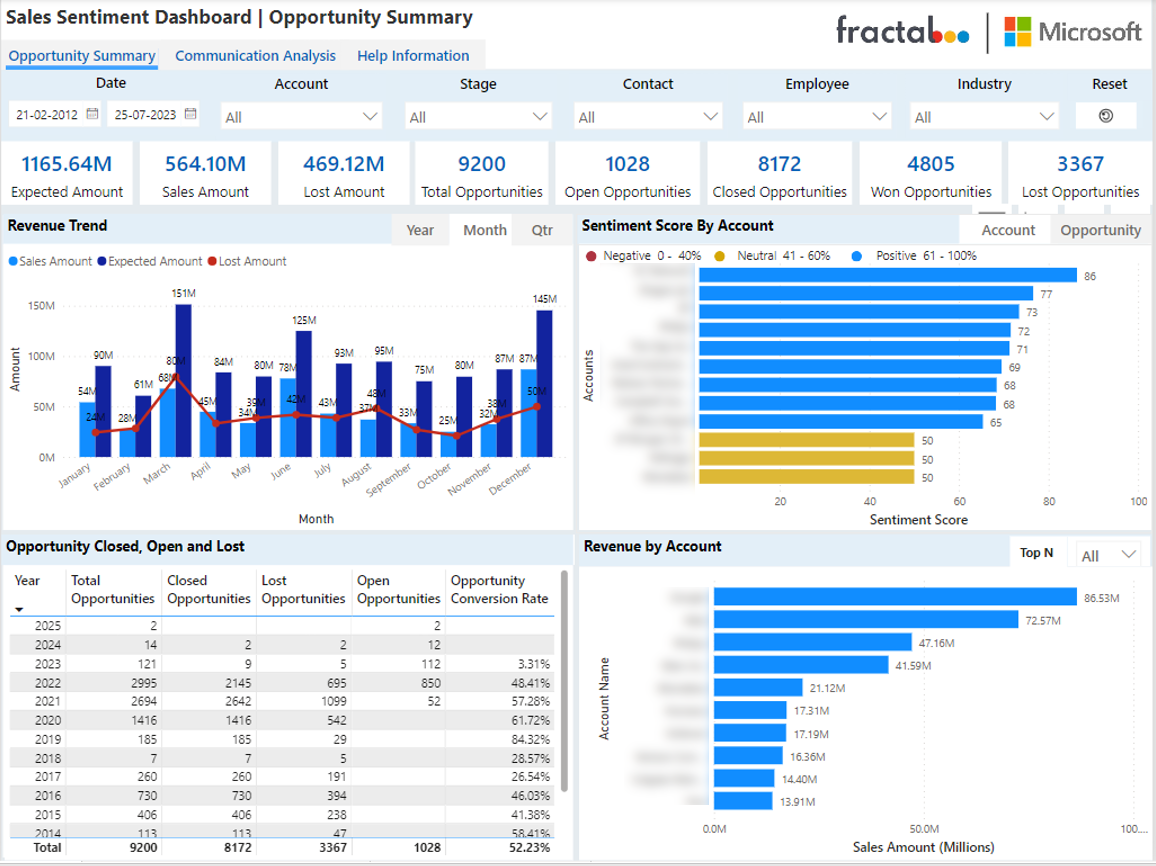 Sales Sentiment Dashboard | Opportunity Summary
fractal
Microsoft
Opportunity Summary Communication Analysis Help Information
Date Account Stage Contact Employee Industry Reset
21-02-2012 25-07-2023 All All All All All
1165.64M 564.10M 469.12M 9200 1028 8172 4805 3367
Expected Amount Sales Amount Lost Amount Total Opportunities Open Opportunities Closed Opportunities Won Opportunities Lost Opportunities
Revenue Trend
Year Month Qtr
Sales Amount Expected Amount Lost Amount
Amount
150M
100M
50M
0M
54M 90M 24M
28M 61M
68M 151M 80M
45M 84M
34M 80M 39M
78M 125M 42M
43M 93M
37M 95M 48M
33M 75M
25M 80M
32M 87M 38M
87M 145M 50M
January February March April May June July August September October November December
Month
Sentiment Score By Account
Account Opportunity
Negative 0 - 40% Neutral 41 - 60% Positive 61 - 100%
Accounts
86
77
73
72
71
69
68
68
65
50
50
50
20 40 60 80 100
Sentiment Score
Opportunity Closed, Open and Lost
Year Total Opportunities Closed Opportunities Lost Opportunities Open Opportunities Opportunity Conversion Rate
2025 2 2
2024 14 2 2 12
2023 121 9 5 112 3.31%
2022 2995 2145 695 850 48.41%
2021 2694 2642 1099 52 57.28%
2020 1416 1416 542 61.72%
2019 185 185 29 84.32%
2018 7 7 5 28.57%
2017 260 260 191 26.54%
2016 730 730 394 46.03%
2015 406 406 238 41.38%
2014 113 113 47 58.41%
Total 9200 8172 3367 1028 52.23%
Revenue by Account
Top N All
Account Name
86.53M
72.57M
47.16M
41.59M
21.12M
17.31M
17.19M
16.36M
14.40M
13.91M
0.0M 50.0M 100....
Sales Amount (Millions)